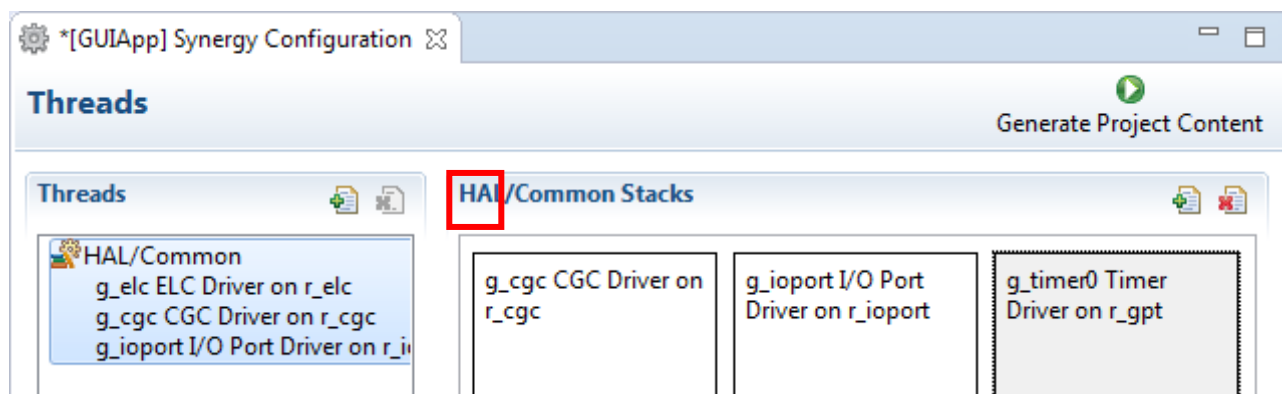 *[GUIApp] Synergy Configuration
Threads
Generate Project Content
Threads
HAL/Common
g_elc ELC Driver on r_elc
g_cgc CGC Driver on r_cgc
g_ioport I/O Port Driver on
HAL/Common Stacks
g_cgc CGC Driver on
r_cgc
g_ioport I/O Port
Driver on r_ioport
g_timer0 Timer
Driver on r_gpt